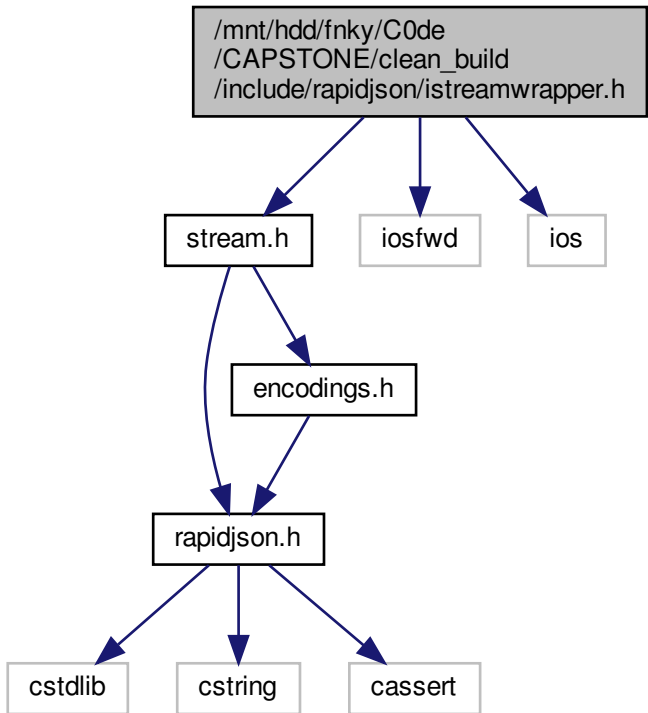 /mnt/hdd/fnky/C0de
/CAPSTONE/clean_build
/include/rapidjson/istreamwrapper.h
stream.h
iosfwd
ios
encodings.h
rapidjson.h
cstdlib
cstring
cassert